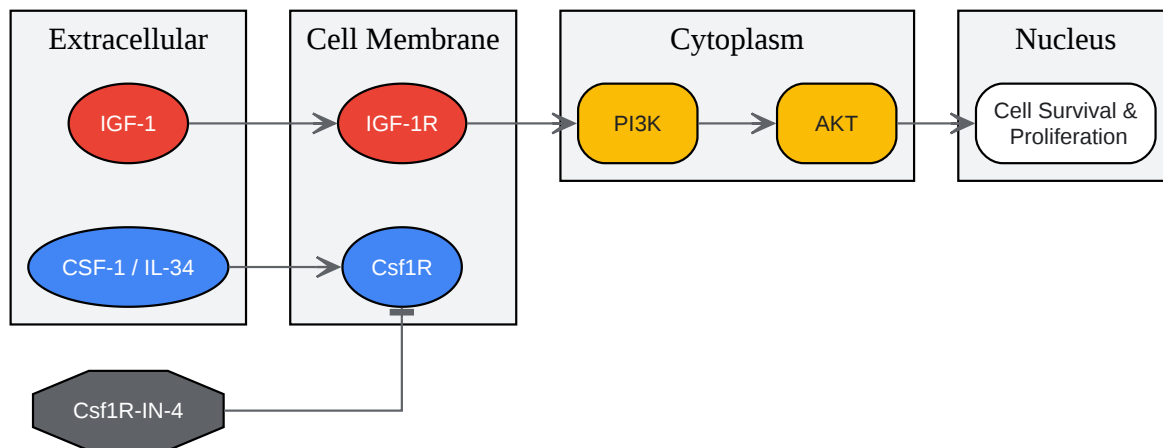 Extracellular
Cell Membrane
Cytoplasm
Nucleus
IGF-1
IGF-1R
PI3K
AKT
Cell Survival &
Proliferation
CSF-1 / IL-34
Csf1R
Csf1R-IN-4